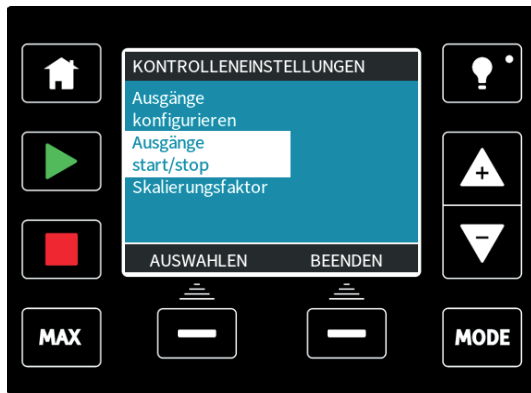 KONTROLLENEINSTELLUNGEN
Ausgänge
konfigurieren
Ausgänge
start/stop
Skalierungsfaktor
AUSWAHLEN BEENDEN
MAX
MODE